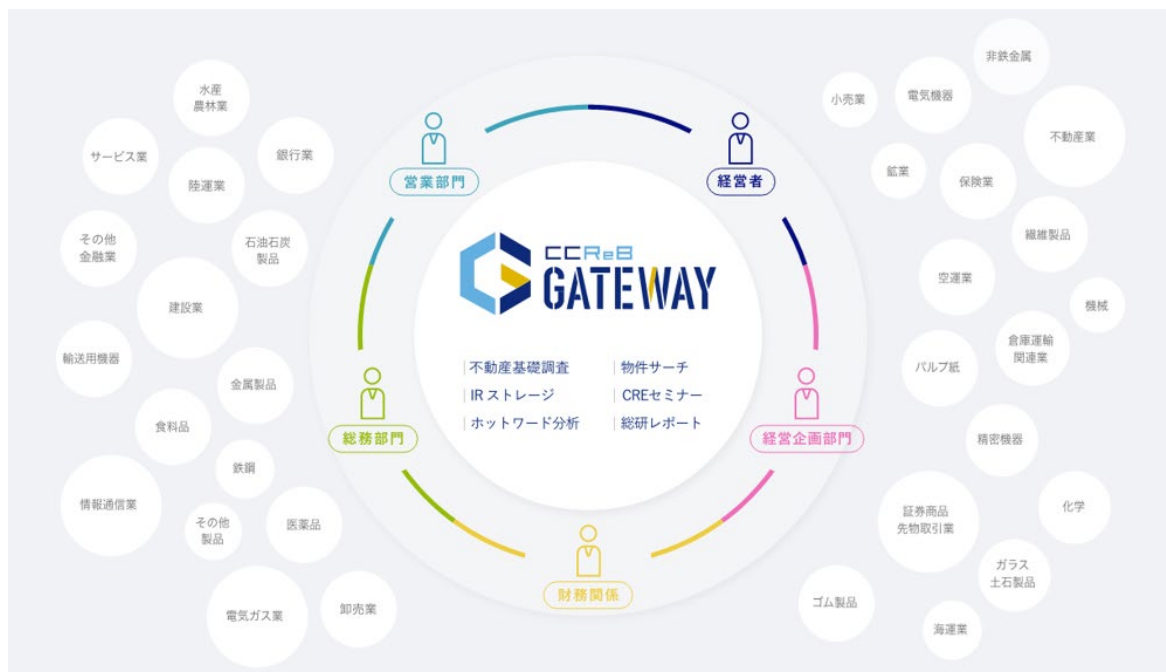 水産
農林業
サービス業
銀行業
陸運業
その他
金融業
石油石炭
製品
建設業
輸送用機器
金属製品
食料品
鉄鋼
情報通信業
その他
製品
医薬品
電気ガス業
卸売業
営業部門
経営者
総務部門
経営企画部門
財務関係
CCReB
GATEWAY
不動産基礎調査
物件サーチ
IRストレージ
CREセミナー
ホットワード分析
総研レポート
非鉄金属
小売業
電気機器
不動産業
鉱業
保険業
繊維製品
空運業
機械
倉庫運輸
関連業
パルプ紙
精密機器
証券商品
先物取引業
化学
ガラス
土石製品
ゴム製品
海運業